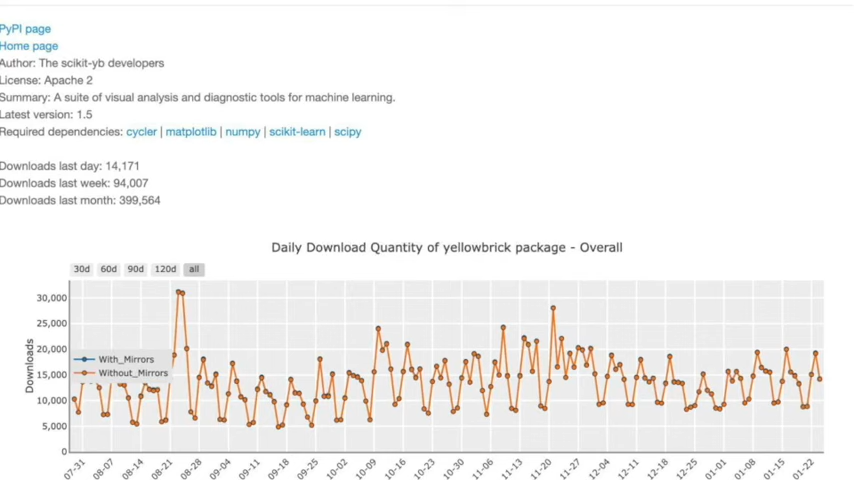 PyPI page
Home page
Author: The scikit-yb developers
License: Apache 2
Summary: A suite of visual analysis and diagnostic tools for machine learning.
Latest version: 1.5
Required dependencies: cycler | matplotlib | numpy | scikit-learn | scipy
Downloads last day: 14,171
Downloads last week: 94,007
Downloads last month: 399,564
Daily Download Quantity of yellowbrick package - Overall
30d 60d 90d 120d all
30,000
25,000
20,000
15,000
10,000
5,000
0
Downloads
With_Mirrors
Without_Mirrors
07-31 08-07 08-14 08-21 08-28 09-04 09-11 09-18 09-25 10-02 10-09 10-16 10-23 10-30 11-06 11-13 11-20 11-27 12-04 12-11 12-18 12-25 01-01 01-08 01-15 01-22